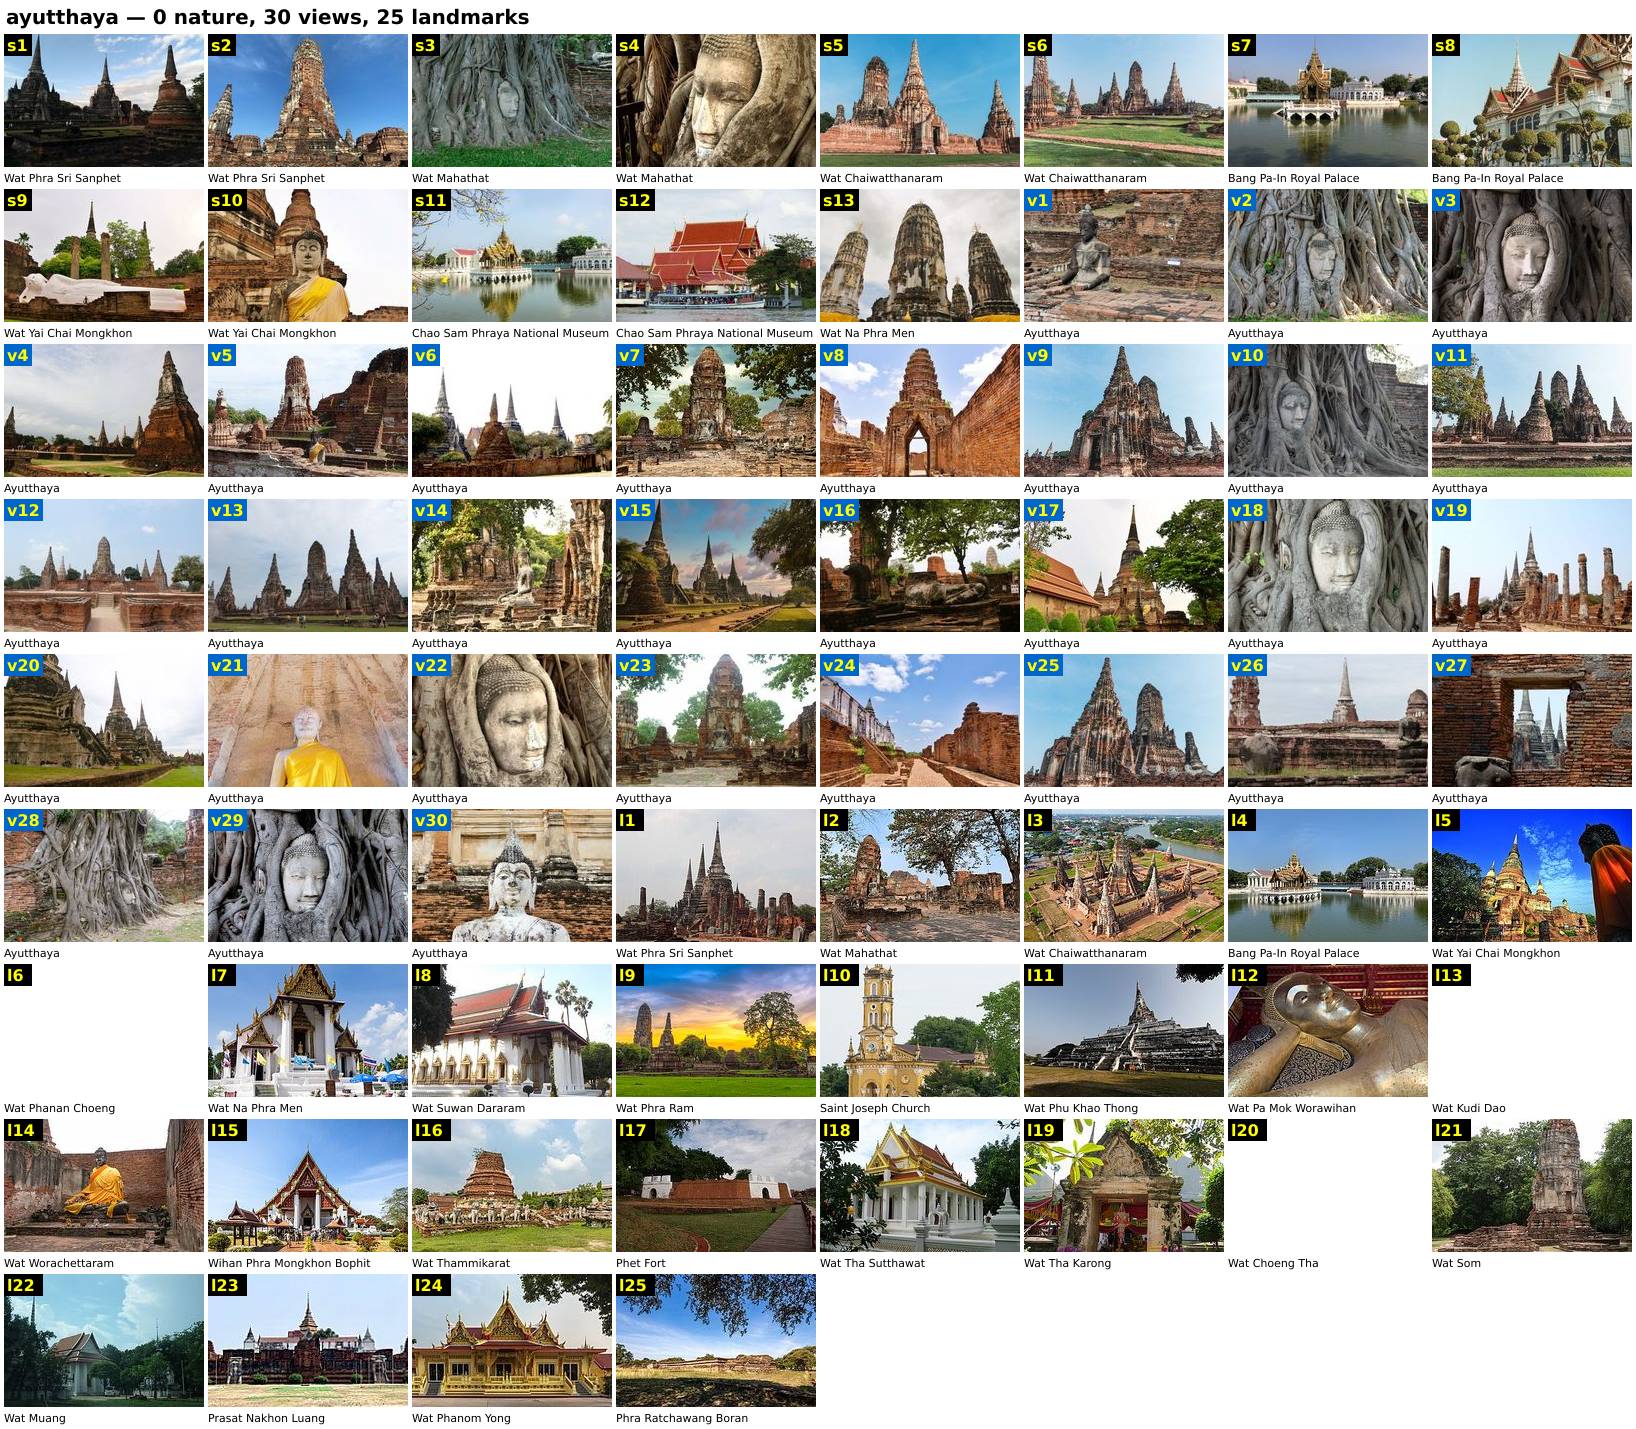 ayutthaya — 0 nature, 30 views, 25 landmarks
s1 s2 s3 s4 s5 s6 s7 s8
Wat Phra Sri Sanphet Wat Phra Sri Sanphet Wat Mahathat Wat Mahathat Wat Chaiwatthanaram Wat Chaiwatthanaram Bang Pa-In Royal Palace Bang Pa-In Royal Palace
s9 s10 s11 s12 s13 v1 v2 v3
Wat Yai Chai Mongkhon Wat Yai Chai Mongkhon Chao Sam Phraya National Museum Chao Sam Phraya National Museum Wat Na Phra Men Ayutthaya Ayutthaya Ayutthaya
v4 v5 v6 v7 v8 v9 v10 v11
Ayutthaya Ayutthaya Ayutthaya Ayutthaya Ayutthaya Ayutthaya Ayutthaya Ayutthaya
v12 v13 v14 v15 v16 v17 v18 v19
Ayutthaya Ayutthaya Ayutthaya Ayutthaya Ayutthaya Ayutthaya Ayutthaya Ayutthaya
v20 v21 v22 v23 v24 v25 v26 v27
Ayutthaya Ayutthaya Ayutthaya Ayutthaya Ayutthaya Ayutthaya Ayutthaya Ayutthaya
v28 v29 v30 l1 l2 l3 l4 l5
Ayutthaya Ayutthaya Ayutthaya Wat Phra Sri Sanphet Wat Mahathat Wat Chaiwatthanaram Bang Pa-In Royal Palace Wat Yai Chai Mongkhon
l6 l7 l8 l9 l10 l11 l12 l13
Wat Phanan Choeng Wat Na Phra Men Wat Suwan Dararam Wat Phra Ram Saint Joseph Church Wat Phu Khao Thong Wat Pa Mok Worawihan Wat Kudi Dao
l14 l15 l16 l17 l18 l19 l20 l21
Wat Worachettaram Wihan Phra Mongkhon Bophit Wat Thammikarat Phet Fort Wat Tha Sutthawat Wat Tha Karong Wat Choeng Tha Wat Som
l22 l23 l24 l25
Wat Muang Prasat Nakhon Luang Wat Phanom Yong Phra Ratchawang Boran